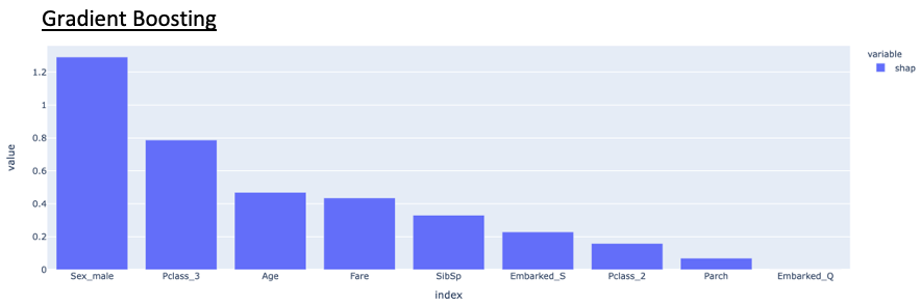 Gradient Boosting
variable
shap
value
1.2
1
0.8
0.6
0.4
0.2
0
Sex_male Pclass_3 Age Fare SibSp Embarked_S Pclass_2 Parch Embarked_Q
index